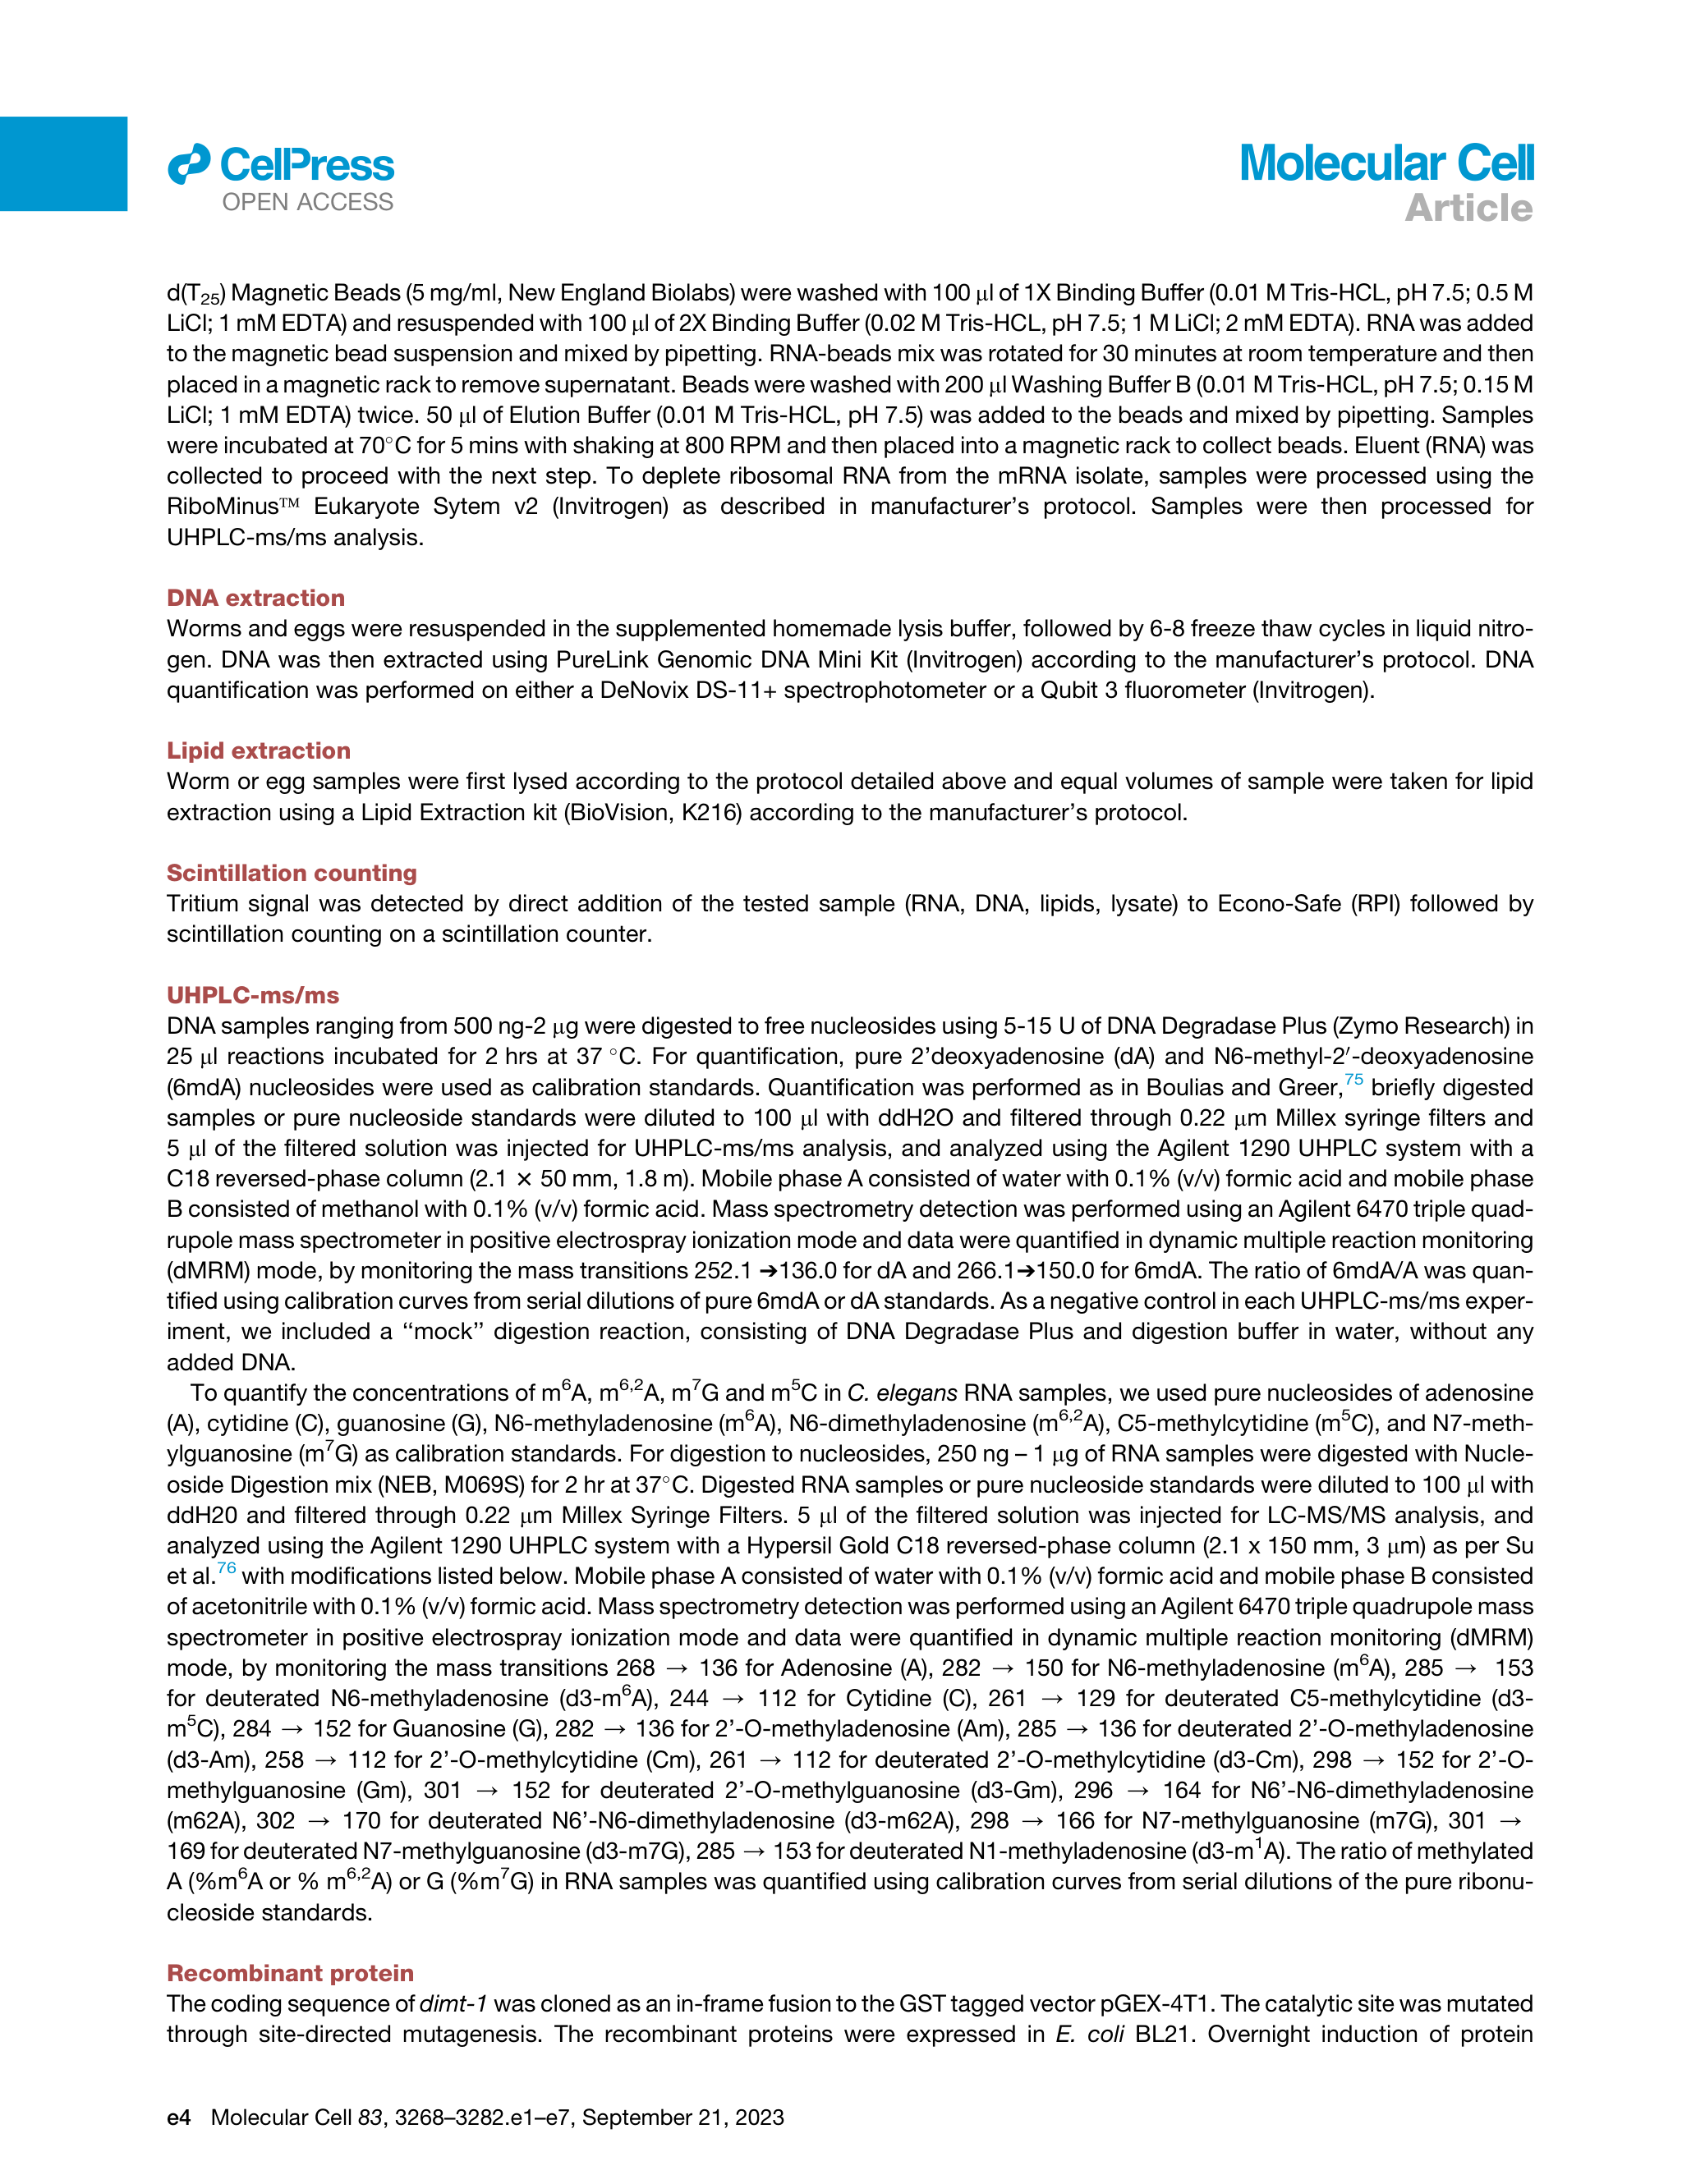 CellPress
OPEN ACCESS
Molecular Cell
Article
d(T25) Magnetic Beads (5 mg/ml, New England Biolabs) were washed with 100 μl of 1X Binding Buffer (0.01 M Tris-HCL, pH 7.5; 0.5 M
LiCl; 1 mM EDTA) and resuspended with 100 μl of 2X Binding Buffer (0.02 M Tris-HCL, pH 7.5; 1 M LiCl; 2 mM EDTA). RNA was added
to the magnetic bead suspension and mixed by pipetting. RNA-beads mix was rotated for 30 minutes at room temperature and then
placed in a magnetic rack to remove supernatant. Beads were washed with 200 μl Washing Buffer B (0.01 M Tris-HCL, pH 7.5; 0.15 M
LiCl; 1 mM EDTA) twice. 50 μl of Elution Buffer (0.01 M Tris-HCL, pH 7.5) was added to the beads and mixed by pipetting. Samples
were incubated at 70°C for 5 mins with shaking at 800 RPM and then placed into a magnetic rack to collect beads. Eluent (RNA) was
collected to proceed with the next step. To deplete ribosomal RNA from the mRNA isolate, samples were processed using the
RiboMinus™ Eukaryote Sytem v2 (Invitrogen) as described in manufacturer's protocol. Samples were then processed for
UHPLC-ms/ms analysis.
DNA extraction
Worms and eggs were resuspended in the supplemented homemade lysis buffer, followed by 6-8 freeze thaw cycles in liquid nitro-
gen. DNA was then extracted using PureLink Genomic DNA Mini Kit (Invitrogen) according to the manufacturer's protocol. DNA
quantification was performed on either a DeNovix DS-11+ spectrophotometer or a Qubit 3 fluorometer (Invitrogen).
Lipid extraction
Worm or egg samples were first lysed according to the protocol detailed above and equal volumes of sample were taken for lipid
extraction using a Lipid Extraction kit (BioVision, K216) according to the manufacturer's protocol.
Scintillation counting
Tritium signal was detected by direct addition of the tested sample (RNA, DNA, lipids, lysate) to Econo-Safe (RPI) followed by
scintillation counting on a scintillation counter.
UHPLC-ms/ms
DNA samples ranging from 500 ng-2 μg were digested to free nucleosides using 5-15 U of DNA Degradase Plus (Zymo Research) in
25 μl reactions incubated for 2 hrs at 37 °C. For quantification, pure 2'deoxyadenosine (dA) and N6-methyl-2′-deoxyadenosine
(6mdA) nucleosides were used as calibration standards. Quantification was performed as in Boulias and Greer,75 briefly digested
samples or pure nucleoside standards were diluted to 100 μl with ddH2O and filtered through 0.22 μm Millex syringe filters and
5 μl of the filtered solution was injected for UHPLC-ms/ms analysis, and analyzed using the Agilent 1290 UHPLC system with a
C18 reversed-phase column (2.1 × 50 mm, 1.8 m). Mobile phase A consisted of water with 0.1% (v/v) formic acid and mobile phase
B consisted of methanol with 0.1% (v/v) formic acid. Mass spectrometry detection was performed using an Agilent 6470 triple quad-
rupole mass spectrometer in positive electrospray ionization mode and data were quantified in dynamic multiple reaction monitoring
(dMRM) mode, by monitoring the mass transitions 252.1 ➔136.0 for dA and 266.1➔150.0 for 6mdA. The ratio of 6mdA/A was quan-
tified using calibration curves from serial dilutions of pure 6mdA or dA standards. As a negative control in each UHPLC-ms/ms exper-
iment, we included a “mock” digestion reaction, consisting of DNA Degradase Plus and digestion buffer in water, without any
added DNA.
To quantify the concentrations of m⁶A, m⁶,²A, m⁷G and m⁵C in C. elegans RNA samples, we used pure nucleosides of adenosine
(A), cytidine (C), guanosine (G), N6-methyladenosine (m⁶A), N6-dimethyladenosine (m⁶,²A), C5-methylcytidine (m⁵C), and N7-meth-
ylguanosine (m⁷G) as calibration standards. For digestion to nucleosides, 250 ng – 1 μg of RNA samples were digested with Nucle-
oside Digestion mix (NEB, M069S) for 2 hr at 37°C. Digested RNA samples or pure nucleoside standards were diluted to 100 μl with
ddH20 and filtered through 0.22 μm Millex Syringe Filters. 5 μl of the filtered solution was injected for LC-MS/MS analysis, and
analyzed using the Agilent 1290 UHPLC system with a Hypersil Gold C18 reversed-phase column (2.1 x 150 mm, 3 μm) as per Su
et al.76 with modifications listed below. Mobile phase A consisted of water with 0.1% (v/v) formic acid and mobile phase B consisted
of acetonitrile with 0.1% (v/v) formic acid. Mass spectrometry detection was performed using an Agilent 6470 triple quadrupole mass
spectrometer in positive electrospray ionization mode and data were quantified in dynamic multiple reaction monitoring (dMRM)
mode, by monitoring the mass transitions 268 → 136 for Adenosine (A), 282 → 150 for N6-methyladenosine (m⁶A), 285 → 153
for deuterated N6-methyladenosine (d3-m⁶A), 244 → 112 for Cytidine (C), 261 → 129 for deuterated C5-methylcytidine (d3-
m⁵C), 284 → 152 for Guanosine (G), 282 → 136 for 2'-O-methyladenosine (Am), 285 → 136 for deuterated 2'-O-methyladenosine
(d3-Am), 258 → 112 for 2'-O-methylcytidine (Cm), 261 → 112 for deuterated 2'-O-methylcytidine (d3-Cm), 298 → 152 for 2'-O-
methylguanosine (Gm), 301 → 152 for deuterated 2'-O-methylguanosine (d3-Gm), 296 → 164 for N6'-N6-dimethyladenosine
(m62A), 302 → 170 for deuterated N6'-N6-dimethyladenosine (d3-m62A), 298 → 166 for N7-methylguanosine (m7G), 301 →
169 for deuterated N7-methylguanosine (d3-m7G), 285 → 153 for deuterated N1-methyladenosine (d3-m¹A). The ratio of methylated
A (%m⁶A or % m⁶,²A) or G (%m⁷G) in RNA samples was quantified using calibration curves from serial dilutions of the pure ribonu-
cleoside standards.
Recombinant protein
The coding sequence of dimt-1 was cloned as an in-frame fusion to the GST tagged vector pGEX-4T1. The catalytic site was mutated
through site-directed mutagenesis. The recombinant proteins were expressed in E. coli BL21. Overnight induction of protein
e4 Molecular Cell 83, 3268–3282.e1–e7, September 21, 2023